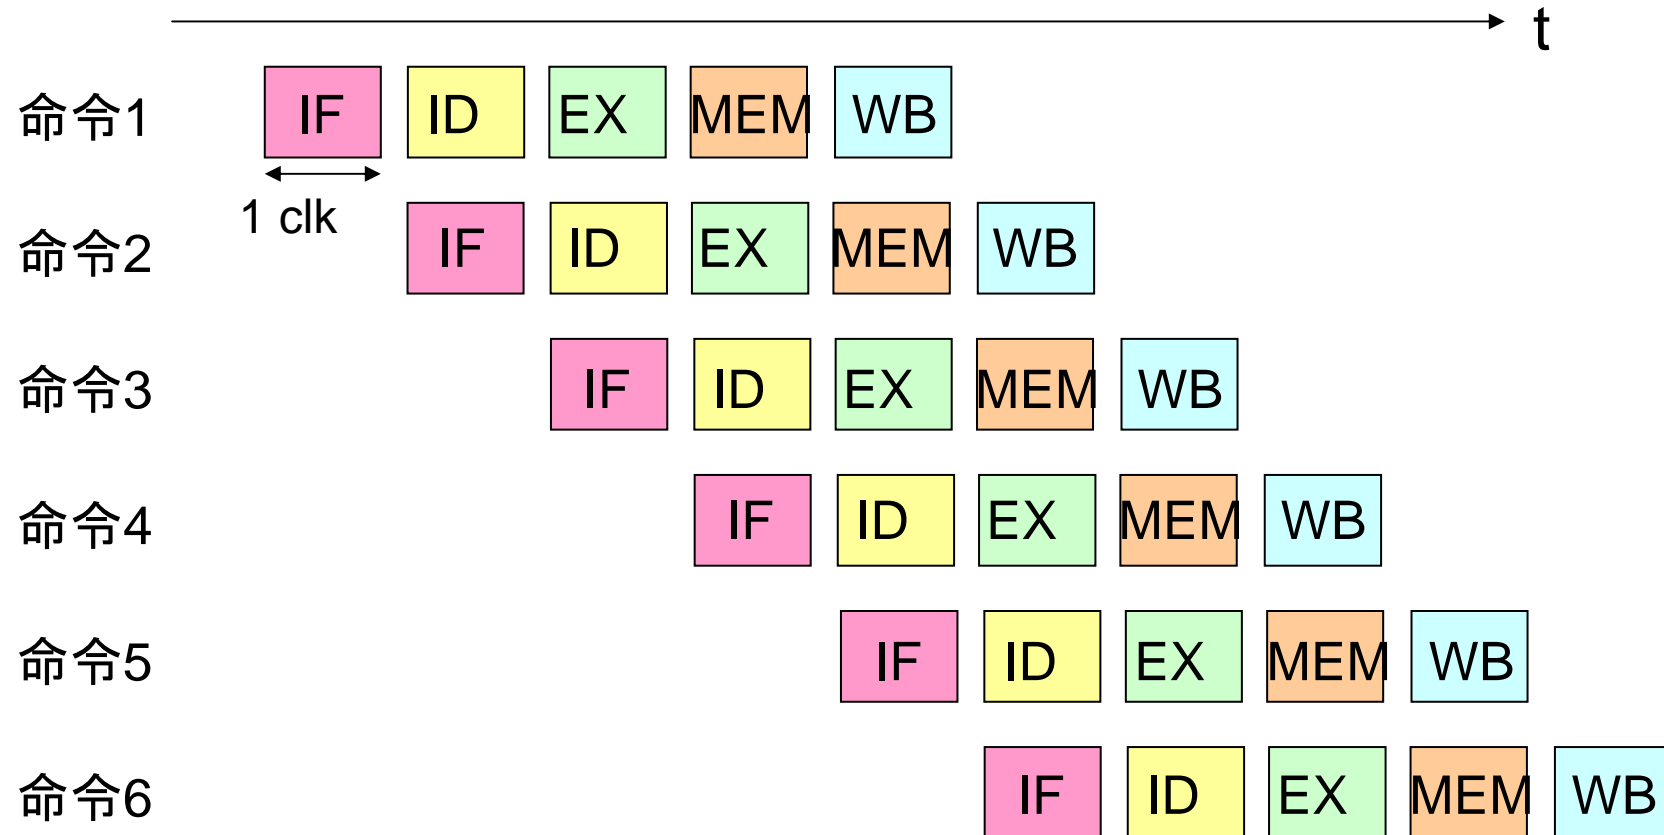 t
命令1 IF ID EX MEM WB
1 clk
命令2 IF ID EX MEM WB
命令3 IF ID EX MEM WB
命令4 IF ID EX MEM WB
命令5 IF ID EX MEM WB
命令6 IF ID EX MEM WB